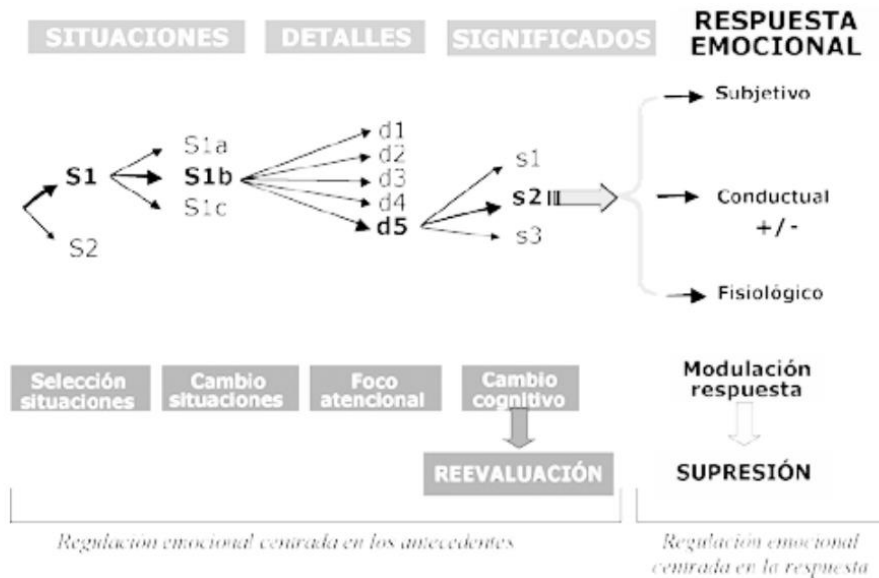 SITUACIONES
DETALLES
SIGNIFICADOS
RESPUESTA
EMOCIONAL
S1
S2
S1a
S1b
S1c
d1
d2
d3
d4
d5
s1
s2
s3
Subjetivo
Conductual
+/-
Fisiológico
Selección
situaciones
Cambio
situaciones
Foco
atencional
Cambio
cognitivo
Modulación
respuesta
REEVALUACIÓN
SUPRESIÓN
Regulación emocional centrada en los antecedentes
Regulación emocional
centrada en la respuesta